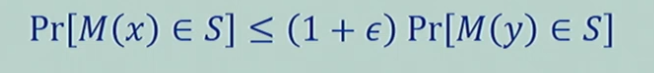 Pr[M(x) ∈ S] ≤ (1 + ϵ) Pr[M(y) ∈ S]